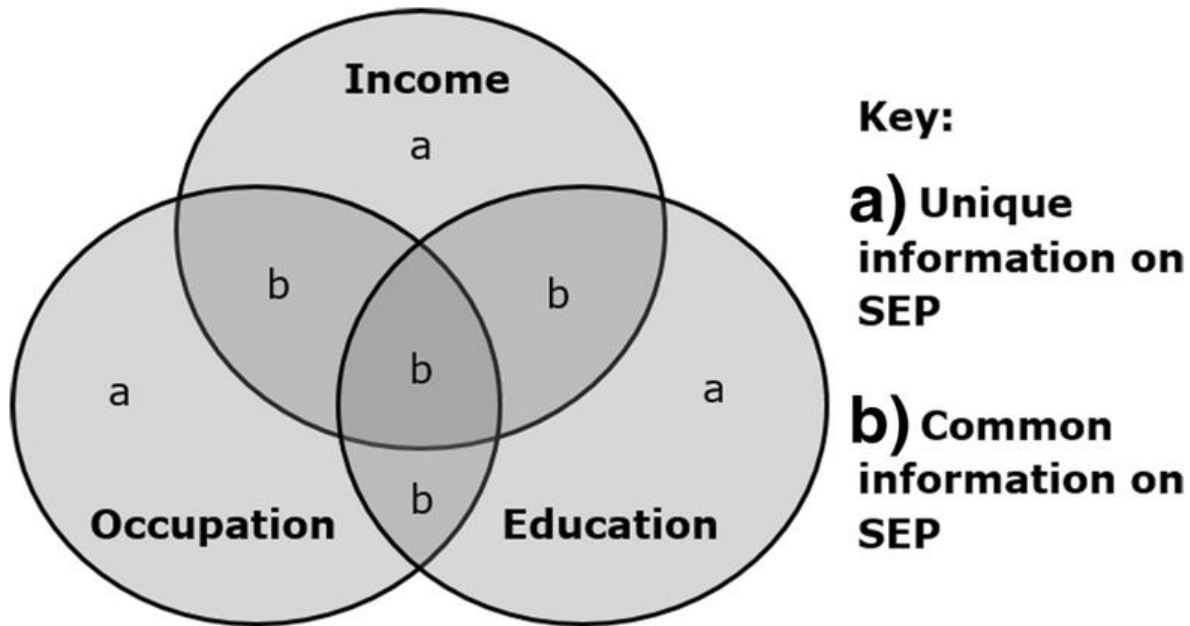 Income
a
b
b
b
a
a
b
Occupation
Education
Key:
a) Unique
information on
SEP
b) Common
information on
SEP